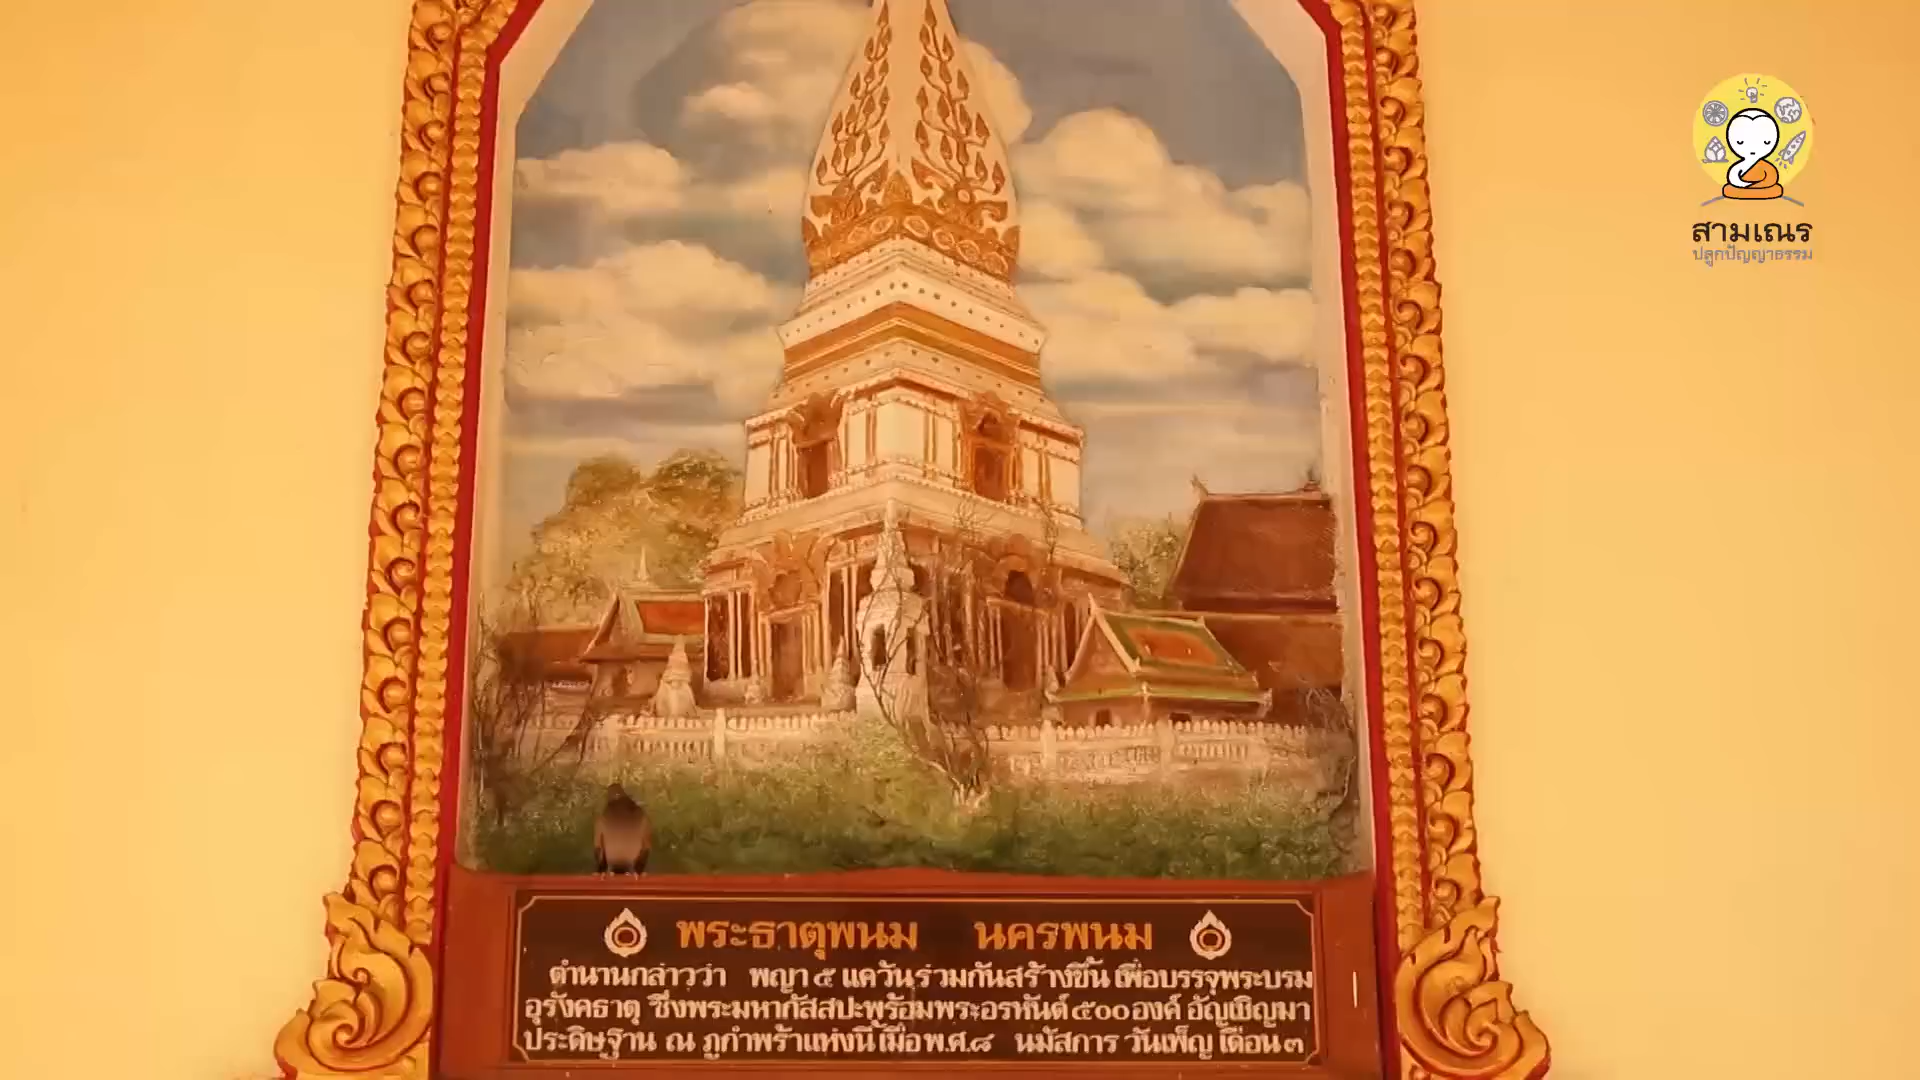 สามเณร
ปลูกปัญญาธรรม
พระธาตุพนม นครพนม
ตำนานกล่าวว่า พญา ๕ แคว้นร่วมกันสร้างขึ้น เพื่อบรรจุพระบรม
อุรังคธาตุ ซึ่งพระมหากัสสปะพร้อมพระอรหันต์ ๕๐๐ องค์ อัญเชิญมา
ประดิษฐาน ณ ภูกำพร้าแห่งนี้ เมื่อ พ.ศ.๘ นมัสการ วันเพ็ญ เดือน ๓